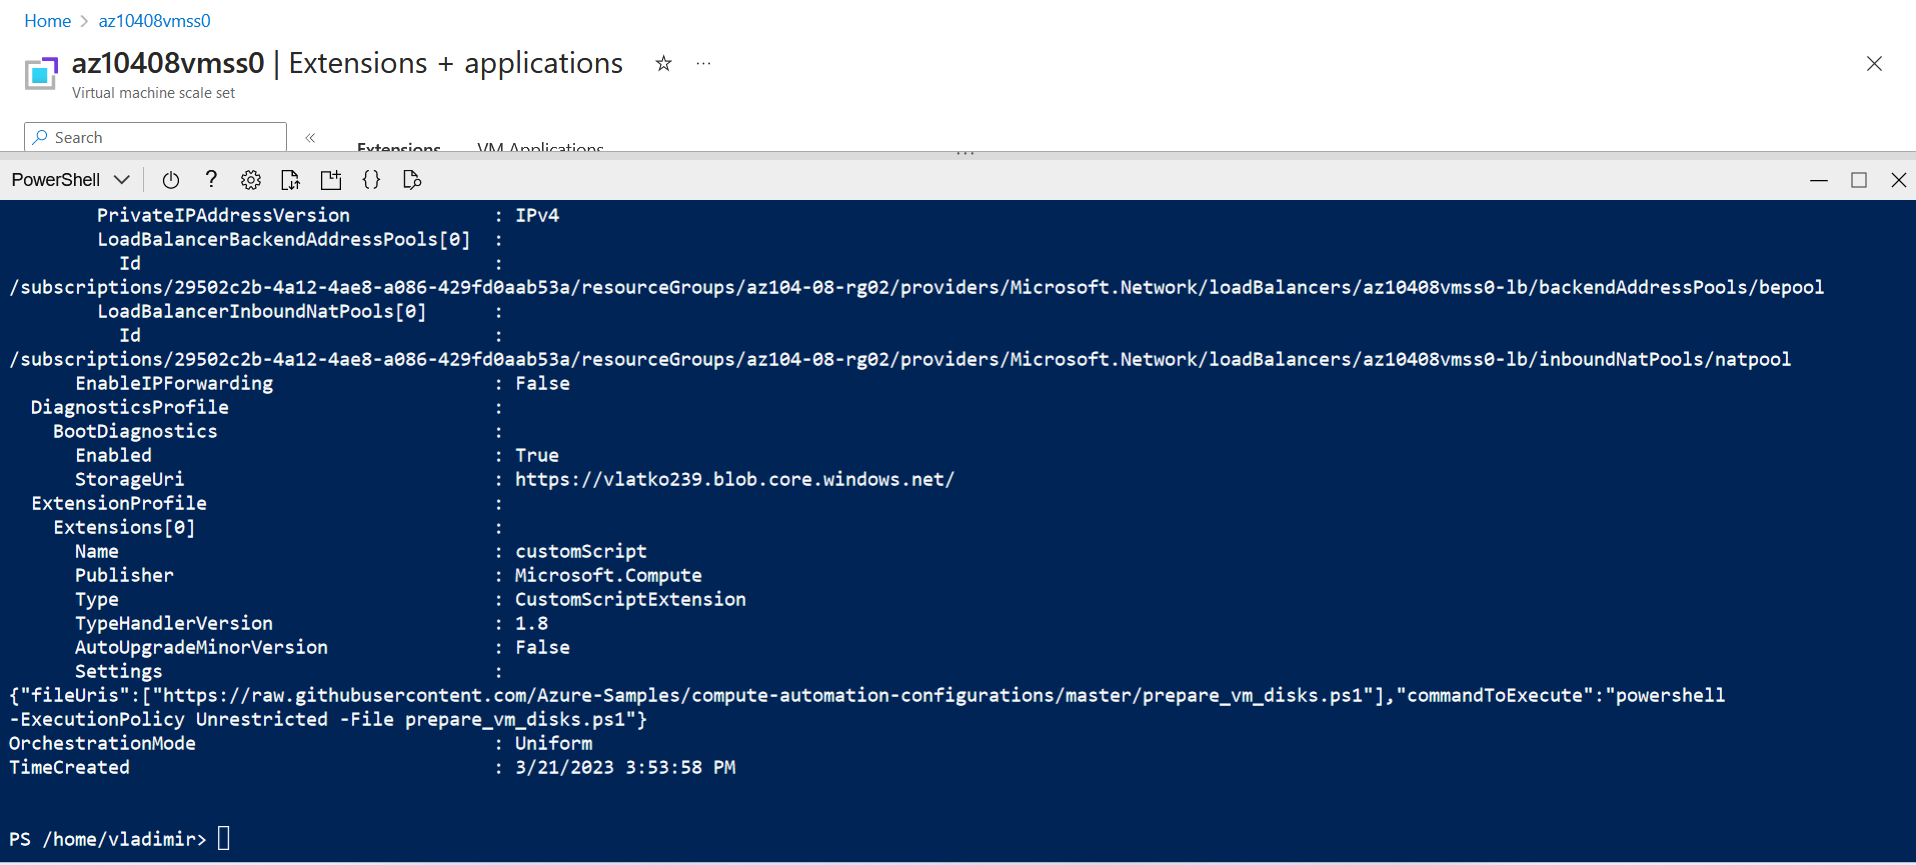 Home > az10408vmss0
az10408vmss0 | Extensions + applications
Virtual machine scale set
Search
Extensions VM Applications
PowerShell
PrivateIPAddressVersion : IPv4
LoadBalancerBackendAddressPools[0] :
Id :
/subscriptions/29502c2b-4a12-4ae8-a086-429fd0aab53a/resourceGroups/az104-08-rg02/providers/Microsoft.Network/loadBalancers/az10408vmss0-lb/backendAddressPools/bepool
LoadBalancerInboundNatPools[0] :
Id :
/subscriptions/29502c2b-4a12-4ae8-a086-429fd0aab53a/resourceGroups/az104-08-rg02/providers/Microsoft.Network/loadBalancers/az10408vmss0-lb/inboundNatPools/natpool
EnableIPForwarding : False
DiagnosticsProfile :
BootDiagnostics :
Enabled : True
StorageUri : https://vlatko239.blob.core.windows.net/
ExtensionProfile :
Extensions[0] :
Name : customScript
Publisher : Microsoft.Compute
Type : CustomScriptExtension
TypeHandlerVersion : 1.8
AutoUpgradeMinorVersion : False
Settings :
{"fileUris":["https://raw.githubusercontent.com/Azure-Samples/compute-automation-configurations/master/prepare_vm_disks.ps1"],"commandToExecute":"powershell
-ExecutionPolicy Unrestricted -File prepare_vm_disks.ps1"}
OrchestrationMode : Uniform
TimeCreated : 3/21/2023 3:53:58 PM
PS /home/vladimir>